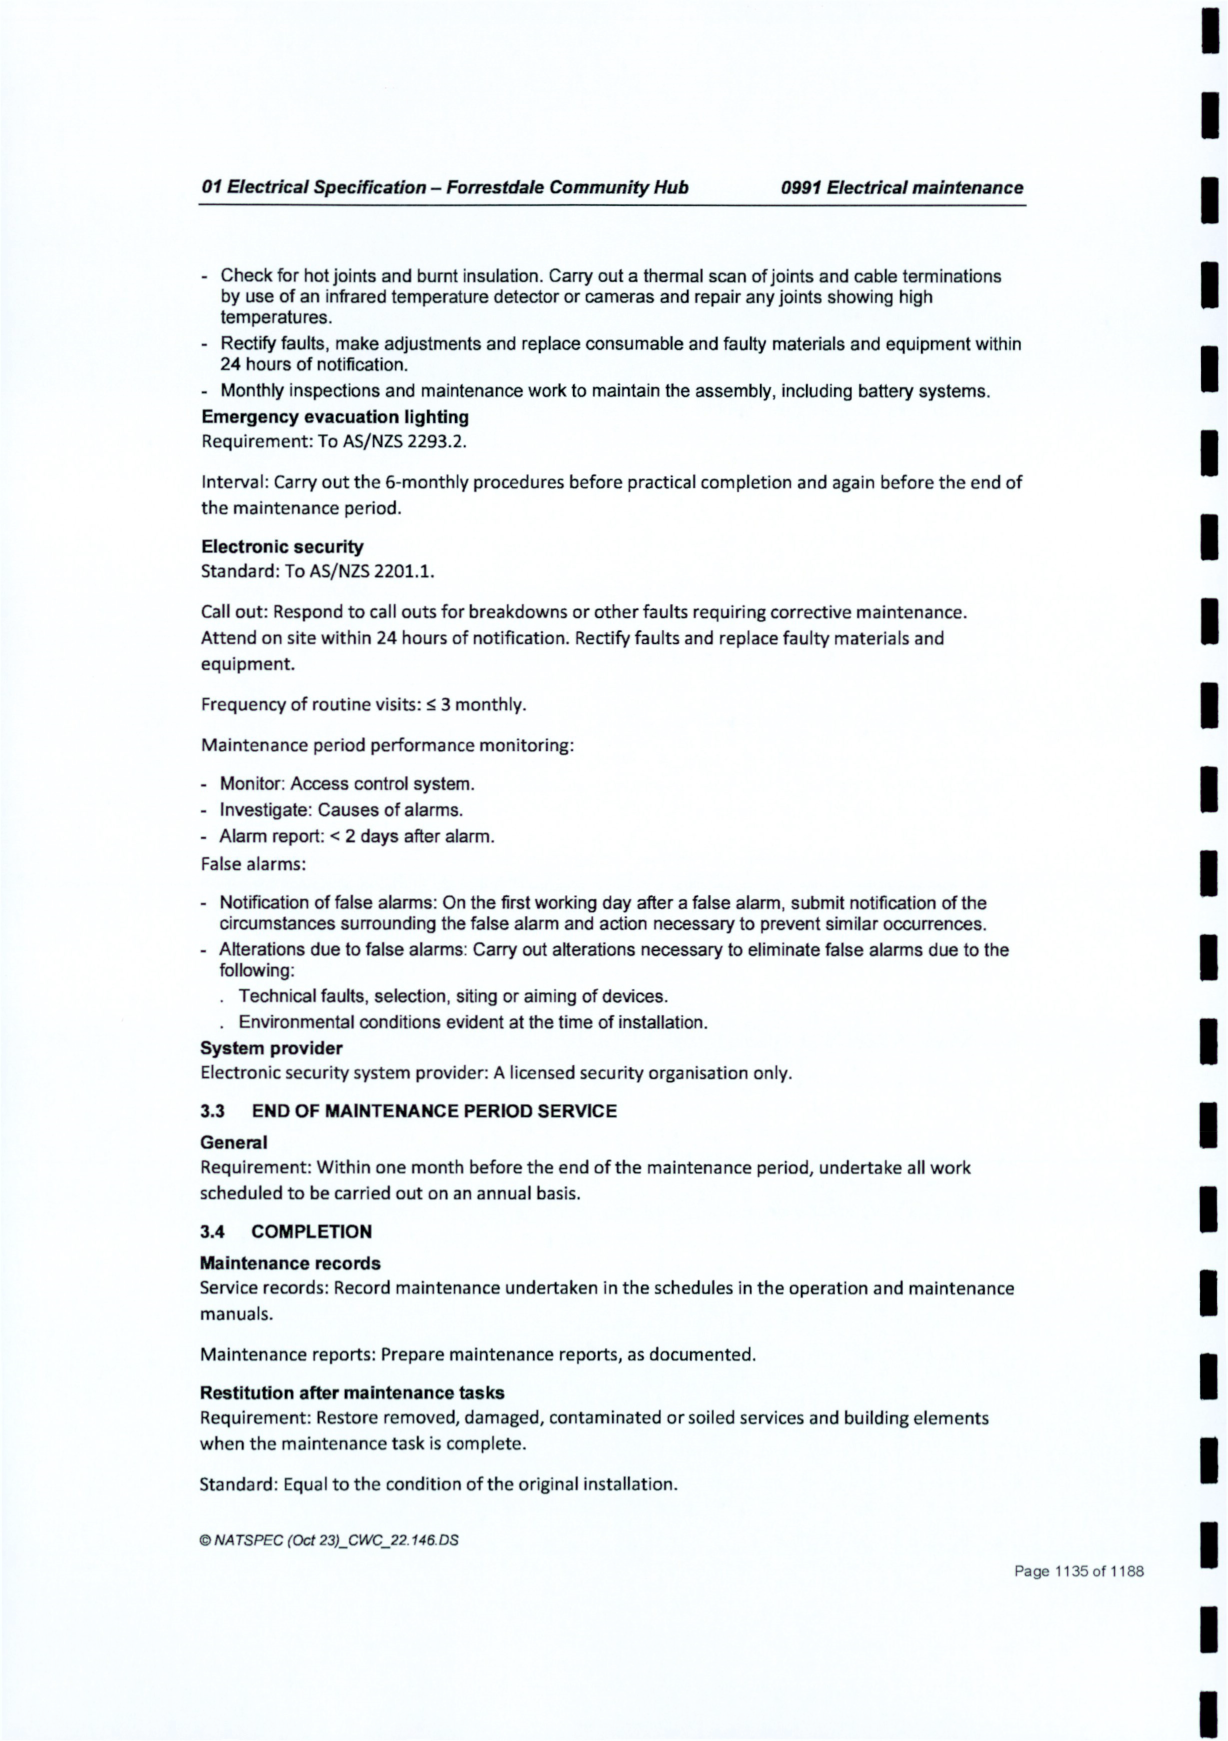 01 Electrical Specification – Forrestdale Community Hub 0991 Electrical maintenance
- Check for hot joints and burnt insulation. Carry out a thermal scan of joints and cable terminations
by use of an infrared temperature detector or cameras and repair any joints showing high
temperatures.
- Rectify faults, make adjustments and replace consumable and faulty materials and equipment within
24 hours of notification.
- Monthly inspections and maintenance work to maintain the assembly, including battery systems.
Emergency evacuation lighting
Requirement: To AS/NZS 2293.2.
Interval: Carry out the 6-monthly procedures before practical completion and again before the end of
the maintenance period.
Electronic security
Standard: To AS/NZS 2201.1.
Call out: Respond to call outs for breakdowns or other faults requiring corrective maintenance.
Attend on site within 24 hours of notification. Rectify faults and replace faulty materials and
equipment.
Frequency of routine visits: ≤ 3 monthly.
Maintenance period performance monitoring:
- Monitor: Access control system.
- Investigate: Causes of alarms.
- Alarm report: < 2 days after alarm.
False alarms:
- Notification of false alarms: On the first working day after a false alarm, submit notification of the
circumstances surrounding the false alarm and action necessary to prevent similar occurrences.
- Alterations due to false alarms: Carry out alterations necessary to eliminate false alarms due to the
following:
. Technical faults, selection, siting or aiming of devices.
. Environmental conditions evident at the time of installation.
System provider
Electronic security system provider: A licensed security organisation only.
3.3 END OF MAINTENANCE PERIOD SERVICE
General
Requirement: Within one month before the end of the maintenance period, undertake all work
scheduled to be carried out on an annual basis.
3.4 COMPLETION
Maintenance records
Service records: Record maintenance undertaken in the schedules in the operation and maintenance
manuals.
Maintenance reports: Prepare maintenance reports, as documented.
Restitution after maintenance tasks
Requirement: Restore removed, damaged, contaminated or soiled services and building elements
when the maintenance task is complete.
Standard: Equal to the condition of the original installation.
© NATSPEC (Oct 23)_CWC_22.146.DS
Page 1135 of 1188